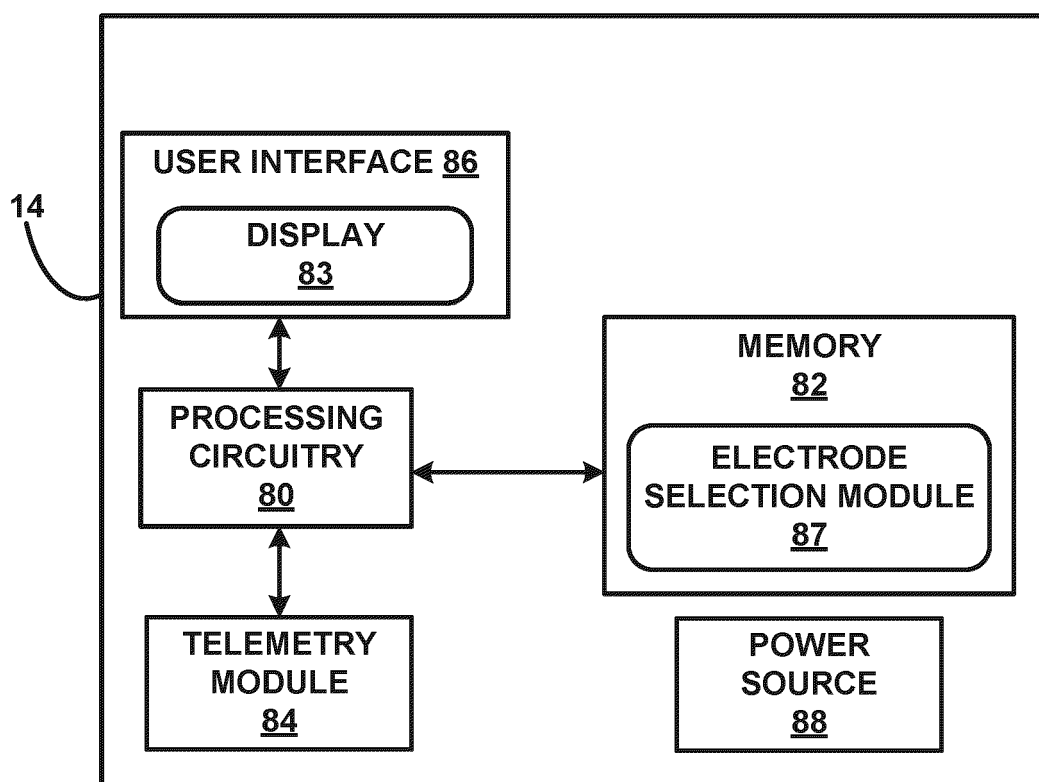 USER INTERFACE 86
DISPLAY
83
14
MEMORY
82
PROCESSING
CIRCUITRY
80
ELECTRODE
SELECTION MODULE
87
TELEMETRY
MODULE
84
POWER
SOURCE
88